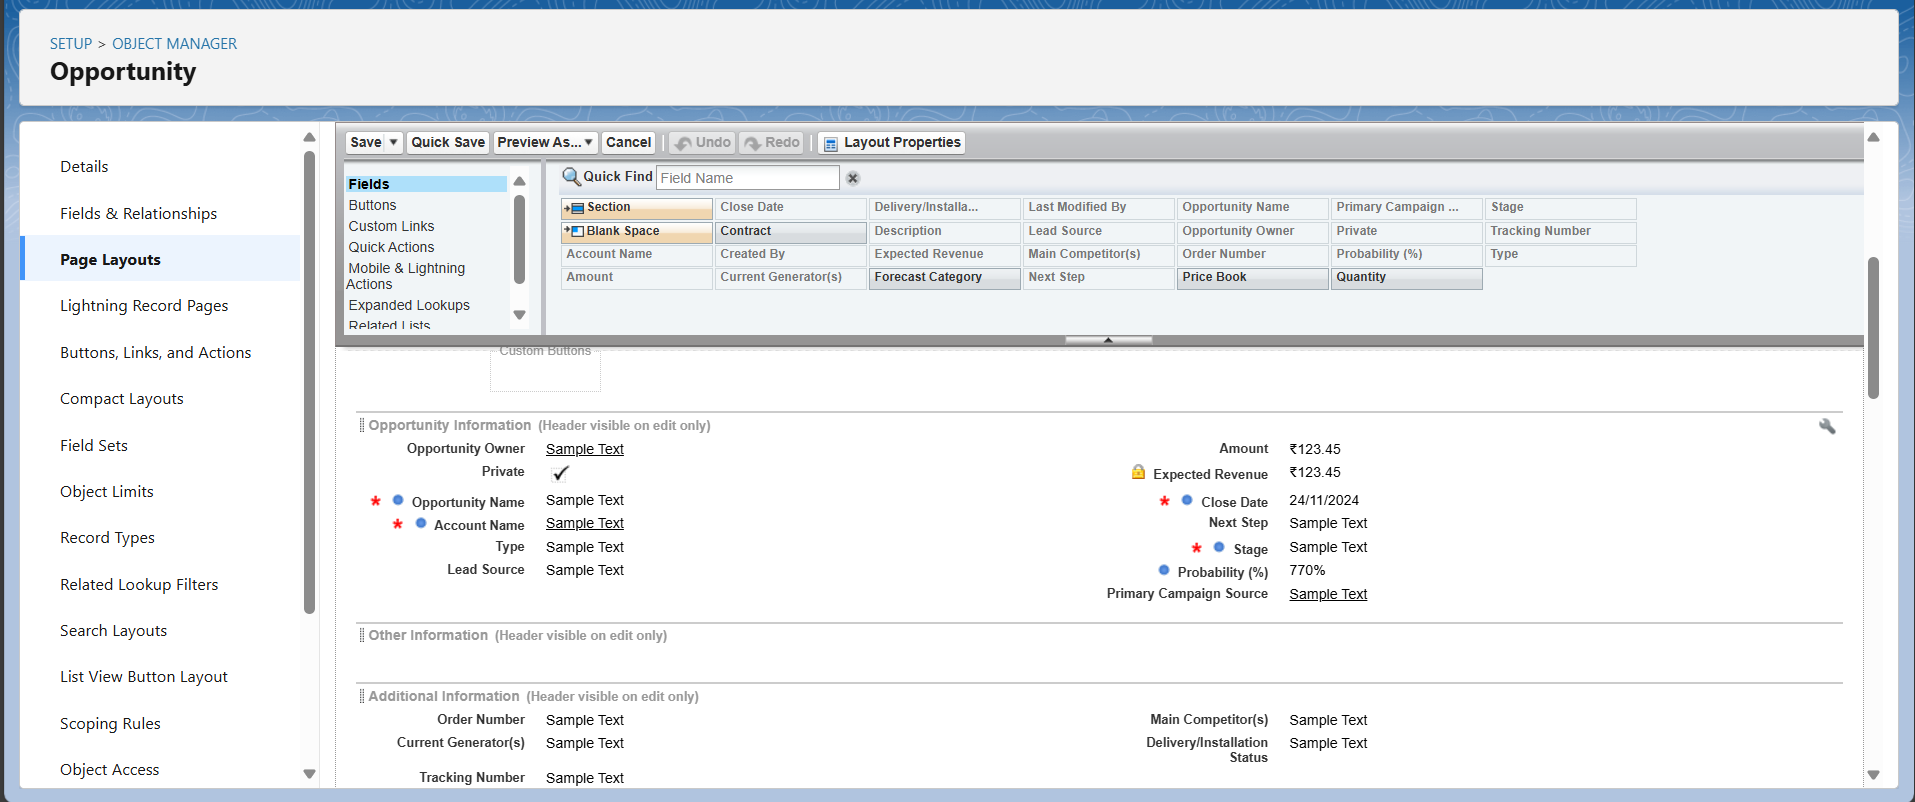 SETUP > OBJECT MANAGER
Opportunity
Details
Fields & Relationships
Page Layouts
Lightning Record Pages
Buttons, Links, and Actions
Compact Layouts
Field Sets
Object Limits
Record Types
Related Lookup Filters
Search Layouts
List View Button Layout
Scoping Rules
Object Access
Save Quick Save Preview As... Cancel Undo Redo Layout Properties
Fields
Buttons
Custom Links
Quick Actions
Mobile & Lightning
Actions
Expanded Lookups
Related Lists
Quick Find Field Name
Section Close Date Delivery/Installa... Last Modified By Opportunity Name Primary Campaign ... Stage
Blank Space Contract Description Lead Source Opportunity Owner Private Tracking Number
Account Name Created By Expected Revenue Main Competitor(s) Order Number Probability (%) Type
Amount Current Generator(s) Forecast Category Next Step Price Book Quantity
Custom Buttons
Opportunity Information (Header visible on edit only)
Opportunity Owner Sample Text Amount ₹123.45
Private Expected Revenue ₹123.45
* Opportunity Name Sample Text * Close Date 24/11/2024
* Account Name Sample Text Next Step Sample Text
Type Sample Text * Stage Sample Text
Lead Source Sample Text Probability (%) 770%
Primary Campaign Source Sample Text
Other Information (Header visible on edit only)
Additional Information (Header visible on edit only)
Order Number Sample Text Main Competitor(s) Sample Text
Current Generator(s) Sample Text Delivery/Installation Sample Text
Status
Tracking Number Sample Text